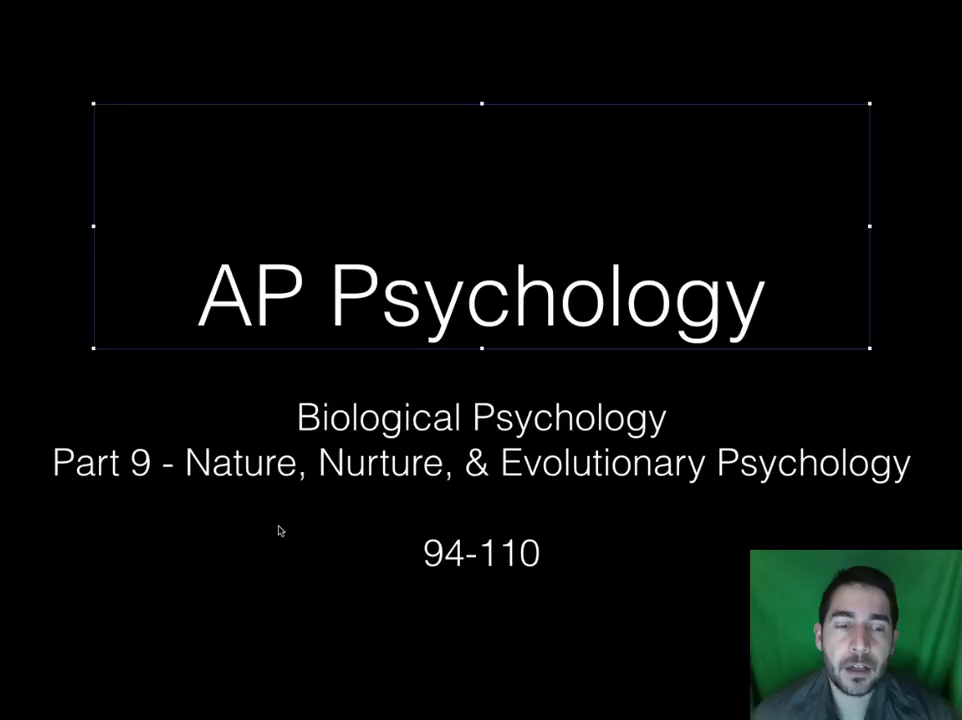 AP Psychology
Biological Psychology
Part 9 - Nature, Nurture, & Evolutionary Psychology
94-110